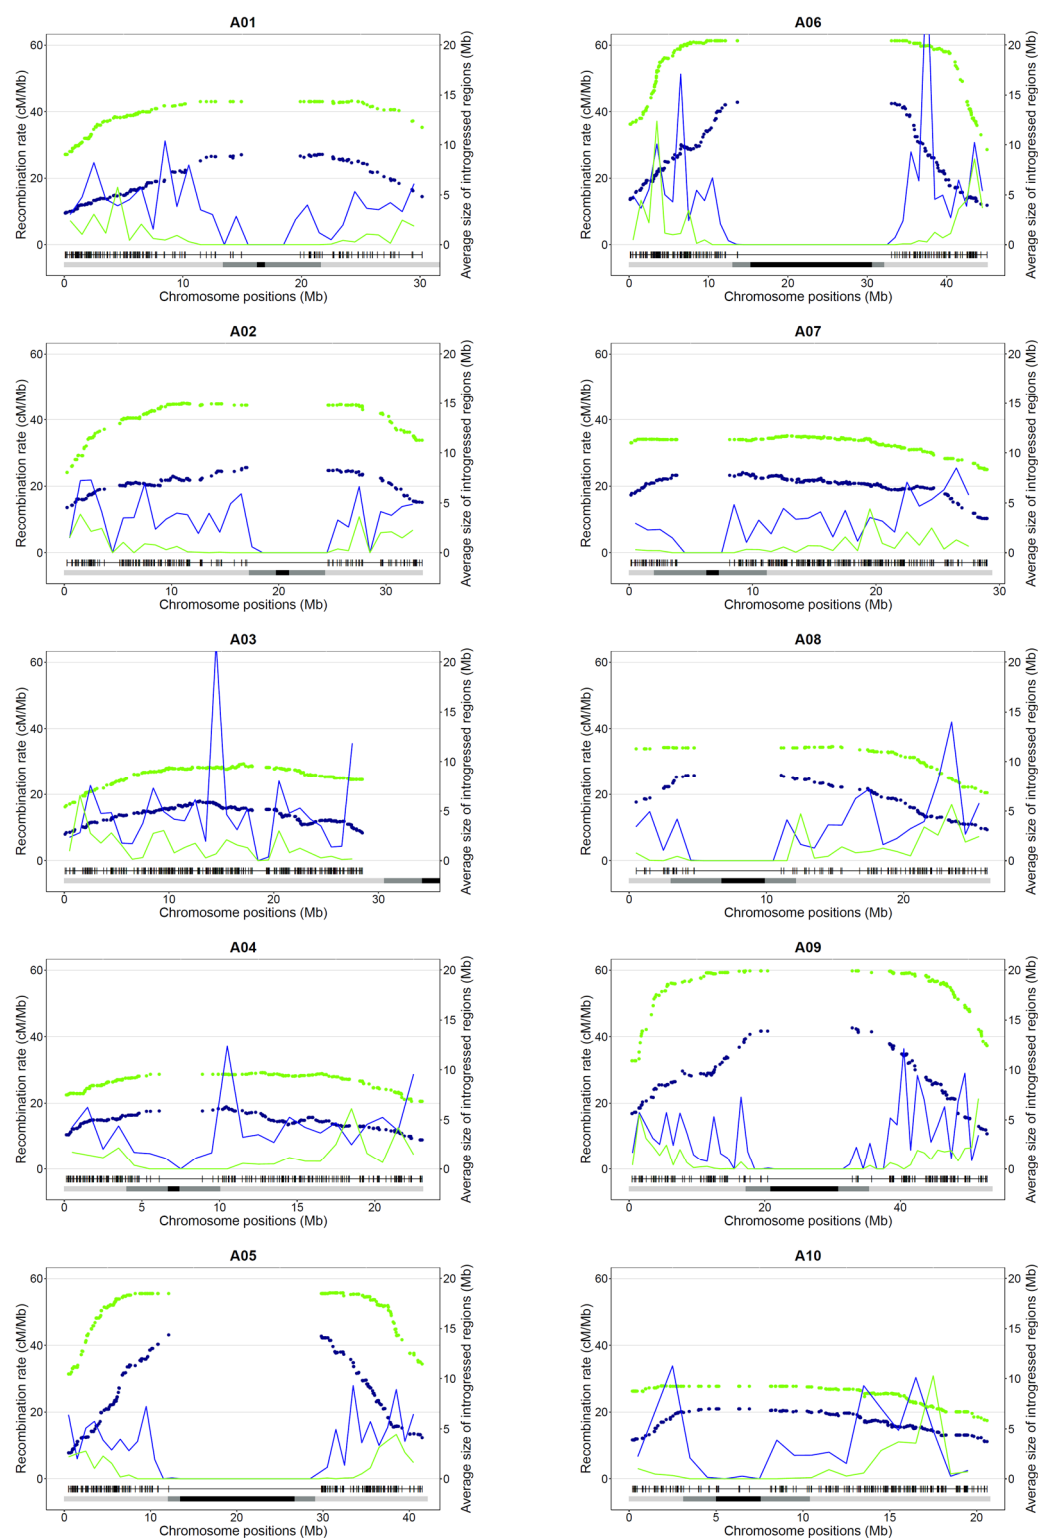 A01
60
40
20
0
Recombination rate (cM/Mb)
20
15
10
5
0
Average size of introgressed regions (Mb)
0 10 20 30
Chromosome positions (Mb)
A06
60
40
20
0
Recombination rate (cM/Mb)
20
15
10
5
0
Average size of introgressed regions (Mb)
0 10 20 30 40
Chromosome positions (Mb)
A02
60
40
20
0
Recombination rate (cM/Mb)
20
15
10
5
0
Average size of introgressed regions (Mb)
0 10 20 30
Chromosome positions (Mb)
A07
60
40
20
0
Recombination rate (cM/Mb)
20
15
10
5
0
Average size of introgressed regions (Mb)
0 10 20 30
Chromosome positions (Mb)
A03
60
40
20
0
Recombination rate (cM/Mb)
20
15
10
5
0
Average size of introgressed regions (Mb)
0 10 20 30
Chromosome positions (Mb)
A08
60
40
20
0
Recombination rate (cM/Mb)
20
15
10
5
0
Average size of introgressed regions (Mb)
0 10 20
Chromosome positions (Mb)
A04
60
40
20
0
Recombination rate (cM/Mb)
20
15
10
5
0
Average size of introgressed regions (Mb)
0 5 10 15 20
Chromosome positions (Mb)
A09
60
40
20
0
Recombination rate (cM/Mb)
20
15
10
5
0
Average size of introgressed regions (Mb)
0 20 40
Chromosome positions (Mb)
A05
60
40
20
0
Recombination rate (cM/Mb)
20
15
10
5
0
Average size of introgressed regions (Mb)
0 10 20 30 40
Chromosome positions (Mb)
A10
60
40
20
0
Recombination rate (cM/Mb)
20
15
10
5
0
Average size of introgressed regions (Mb)
0 5 10 15 20
Chromosome positions (Mb)